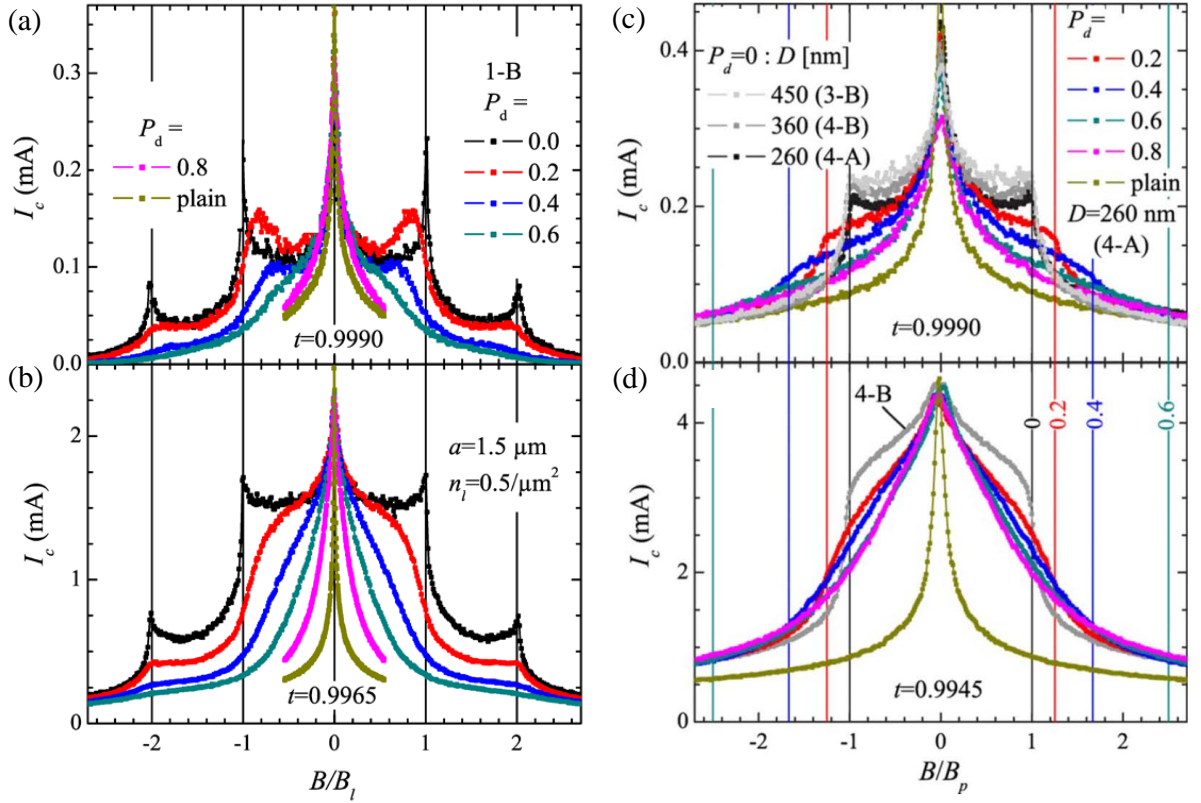 (a)
I_c (mA)
0.3
0.2
0.1
0.0
P_d =
0.8
plain
1-B
P_d =
0.0
0.2
0.4
0.6
t=0.9990
(b)
I_c (mA)
2
1
0
a=1.5 μm
n_l=0.5/μm²
t=0.9965
-2 -1 0 1 2
B/B_l
(c)
I_c (mA)
0.4
0.2
0.0
P_d=0 : D [nm]
450 (3-B)
360 (4-B)
260 (4-A)
P_d=
0.2
0.4
0.6
0.8
plain
D=260 nm
(4-A)
t=0.9990
(d)
I_c (mA)
4
2
0
4-B
0
0.2
0.4
0.6
t=0.9945
-2 -1 0 1 2
B/B_p